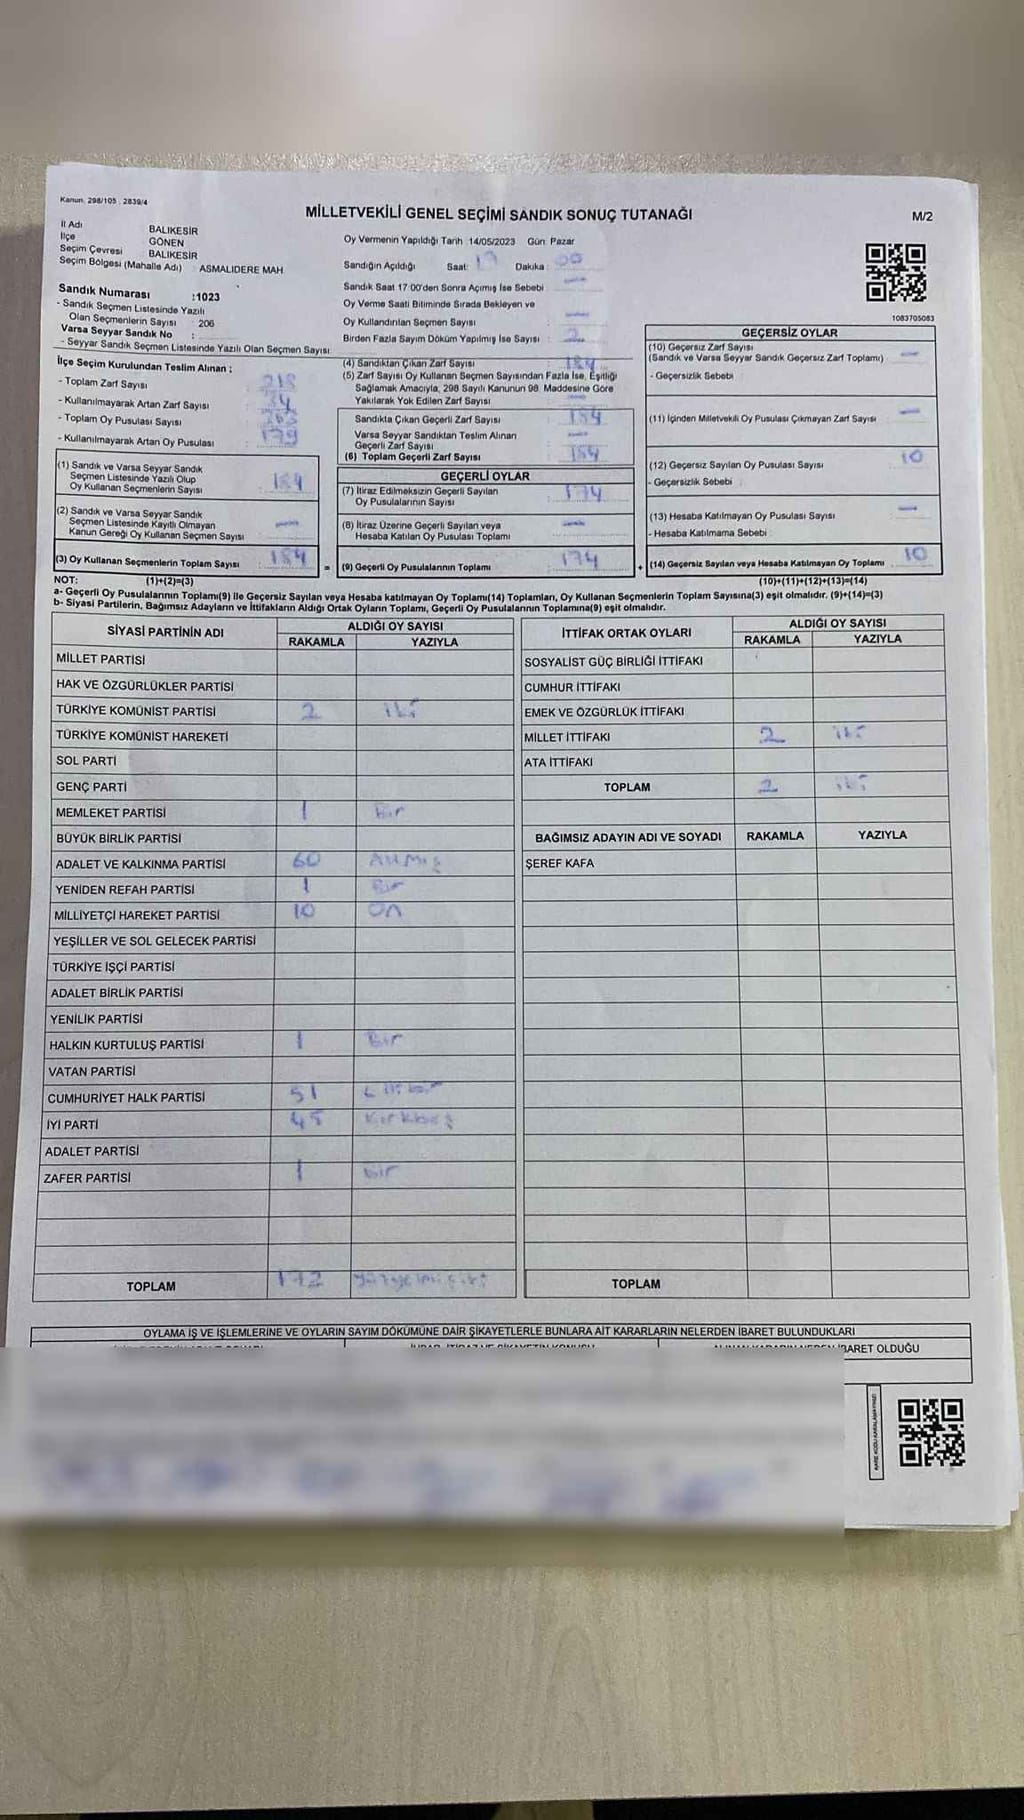 Kanun. 298/105 , 2839/4
MİLLETVEKİLİ GENEL SEÇİMİ SANDIK SONUÇ TUTANAĞI
M/2
İl Adı BALIKESİR
İlçe GÖNEN
Seçim Çevresi BALIKESİR
Seçim Bölgesi (Mahalle Adı) ASMALIDERE MAH
Sandık Numarası :1023
- Sandık Seçmen Listesinde Yazılı
Olan Seçmenlerin Sayısı 206
Varsa Seyyar Sandık No :
- Seyyar Sandık Seçmen Listesinde Yazılı Olan Seçmen Sayısı
İlçe Seçim Kurulundan Teslim Alınan ;
- Toplam Zarf Sayısı 218
- Kullanılmayarak Artan Zarf Sayısı 34
- Toplam Oy Pusulası Sayısı
- Kullanılmayarak Artan Oy Pusulası 179
(1) Sandık ve Varsa Seyyar Sandık
Seçmen Listesinde Yazılı Olup
Oy Kullanan Seçmenlerin Sayısı 184
(2) Sandık ve Varsa Seyyar Sandık
Seçmen Listesinde Kayıtlı Olmayan
Kanun Gereği Oy Kullanan Seçmen Sayısı —
(3) Oy Kullanan Seçmenlerin Toplam Sayısı 184
Oy Vermenin Yapıldığı Tarih 14/05/2023 Gün: Pazar
Sandığın Açıldığı Saat: 17 Dakika : 00
Sandık Saat 17:00'den Sonra Açımış İse Sebebi : —
Oy Verme Saati Bitiminde Sırada Bekleyen ve
Oy Kullandırılan Seçmen Sayısı —
Birden Fazla Sayım Döküm Yapılmış İse Sayısı : 2
(4) Sandıktan Çıkan Zarf Sayısı 184
(5) Zarf Sayısı Oy Kullanan Seçmen Sayısından Fazla İse, Eşitliği
Sağlamak Amacıyla, 298 Sayılı Kanunun 98. Maddesine Göre
Yakılarak Yok Edilen Zarf Sayısı —
Sandıkta Çıkan Geçerli Zarf Sayısı 184
Varsa Seyyar Sandıktan Teslim Alınan
Geçerli Zarf Sayısı —
(6) Toplam Geçerli Zarf Sayısı 184
GEÇERLİ OYLAR
(7) İtiraz Edilmeksizin Geçerli Sayılan
Oy Pusulalarının Sayısı 174
(8) İtiraz Üzerine Geçerli Sayılan veya
Hesaba Katılan Oy Pusulası Toplamı —
= (9) Geçerli Oy Pusulalarının Toplamı 174
1083705083
GEÇERSİZ OYLAR
(10) Geçersiz Zarf Sayısı
(Sandık ve Varsa Seyyar Sandık Geçersiz Zarf Toplamı) —
- Geçersizlik Sebebi :
(11) İçinden Milletvekili Oy Pusulası Çıkmayan Zarf Sayısı —
(12) Geçersiz Sayılan Oy Pusulası Sayısı 10
- Geçersizlik Sebebi :
(13) Hesaba Katılmayan Oy Pusulası Sayısı —
- Hesaba Katılmama Sebebi :
+ (14) Geçersiz Sayılan veya Hesaba Katılmayan Oy Toplamı 10
NOT: (1)+(2)=(3) (10)+(11)+(12)+(13)=(14)
a- Geçerli Oy Pusulalarının Toplamı(9) ile Geçersiz Sayılan veya Hesaba katılmayan Oy Toplamı(14) Toplamları, Oy Kullanan Seçmenlerin Toplam Sayısına(3) eşit olmalıdır. (9)+(14)=(3)
b- Siyasi Partilerin, Bağımsız Adayların ve İttifakların Aldığı Ortak Oyların Toplamı, Geçerli Oy Pusulalarının Toplamına(9) eşit olmalıdır.
SİYASİ PARTİNİN ADI ALDIĞI OY SAYISI
RAKAMLA YAZIYLA
MİLLET PARTİSİ
HAK VE ÖZGÜRLÜKLER PARTİSİ
TÜRKİYE KOMÜNİST PARTİSİ 2 iki
TÜRKİYE KOMÜNİST HAREKETİ
SOL PARTİ
GENÇ PARTİ
MEMLEKET PARTİSİ 1 Bir
BÜYÜK BİRLİK PARTİSİ
ADALET VE KALKINMA PARTİSİ 60 Altmış
YENİDEN REFAH PARTİSİ 1 Bir
MİLLİYETÇİ HAREKET PARTİSİ 10 On
YEŞİLLER VE SOL GELECEK PARTİSİ
TÜRKİYE İŞÇİ PARTİSİ
ADALET BİRLİK PARTİSİ
YENİLİK PARTİSİ
HALKIN KURTULUŞ PARTİSİ 1 Bir
VATAN PARTİSİ
CUMHURİYET HALK PARTİSİ 51 Ellibir
İYİ PARTİ 45 Kırkbeş
ADALET PARTİSİ
ZAFER PARTİSİ 1 bir
TOPLAM 172 yüzyetmişiki
İTTİFAK ORTAK OYLARI ALDIĞI OY SAYISI
RAKAMLA YAZIYLA
SOSYALİST GÜÇ BİRLİĞİ İTTİFAKI
CUMHUR İTTİFAKI
EMEK VE ÖZGÜRLÜK İTTİFAKI
MİLLET İTTİFAKI 2 iki
ATA İTTİFAKI
TOPLAM 2 iki
BAĞIMSIZ ADAYIN ADI VE SOYADI RAKAMLA YAZIYLA
ŞEREF KAFA
TOPLAM
OYLAMA İŞ VE İŞLEMLERİNE VE OYLARIN SAYIM DÖKÜMÜNE DAİR ŞİKAYETLERLE BUNLARA AİT KARARLARIN NELERDEN İBARET BULUNDUKLARI
İBARET OLDUĞU